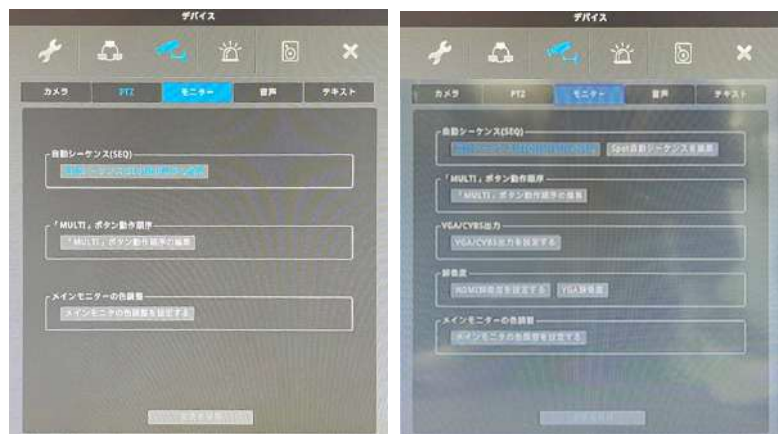 デバイス
カメラ PTZ モニター 音声 テキスト
自動シーケンス(SEQ)
「MULTI」ボタン動作順序
「MULTI」ボタン動作順序の編集
メインモニターの色調整
メインモニタの色調整を設定する
デバイス
カメラ PTZ モニター 音声 テキスト
自動シーケンス(SEQ)
Spot自動シーケンスを編集
「MULTI」ボタン動作順序
「MULTI」ボタン動作順序の編集
VGA/CVBS出力
VGA/CVBS出力を設定する
解像度
HDMI解像度を設定する VGA解像度
メインモニターの色調整
メインモニタの色調整を設定する